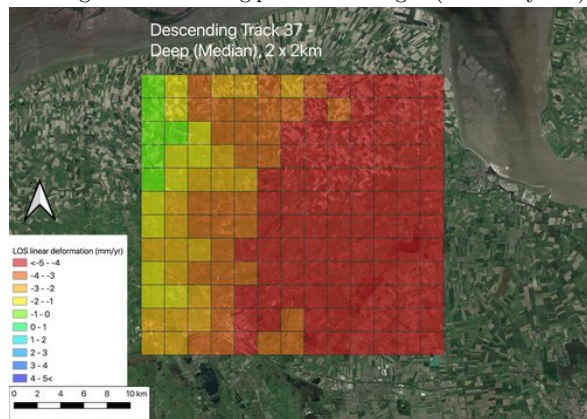 Descending Track 37 -
Deep (Median), 2 x 2km
LOS linear deformation (mm/yr)
<-5 - -4
-4 - -3
-3 - -2
-2 - -1
-1 - 0
0 - 1
1 - 2
2 - 3
3 - 4
4 - 5<
0 2 4 6 8 10 km